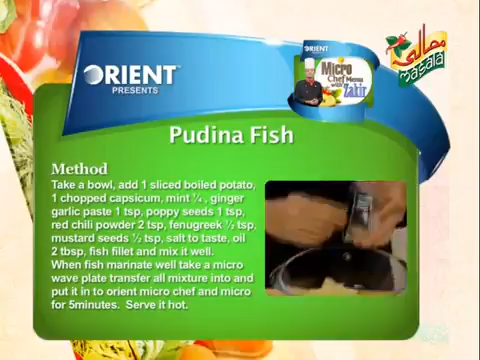 ORIENT
PRESENTS
ORIENT
Micro
Chef Menu
with
مصالحہ
masala
Pudina Fish
Method
Take a bowl, add 1 sliced boiled potato,
1 chopped capsicum, mint ¼ , ginger
garlic paste 1 tsp, poppy seeds 1 tsp,
red chili powder 2 tsp, fenugreek ½ tsp,
mustard seeds ½ tsp, salt to taste, oil
2 tbsp, fish fillet and mix it well.
When fish marinate well take a micro
wave plate transfer all mixture into and
put it in to orient micro chef and micro
for 5minutes.  Serve it hot.